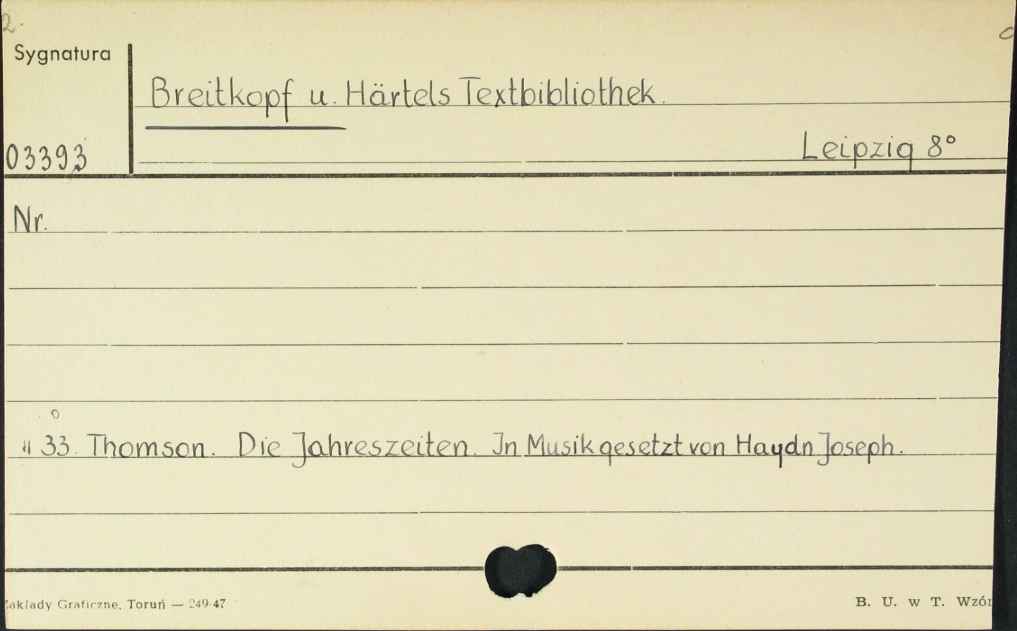 2.
Sygnatura
Breitkopf u. Härtels Textbibliothek.
03393
Leipzig 8°
Nr.
" 33. Thomson. Die Jahreszeiten. In Musik gesetzt von Haydn Joseph.
Zakłady Graficzne, Toruń — 249-47
B. U. w T. Wzór